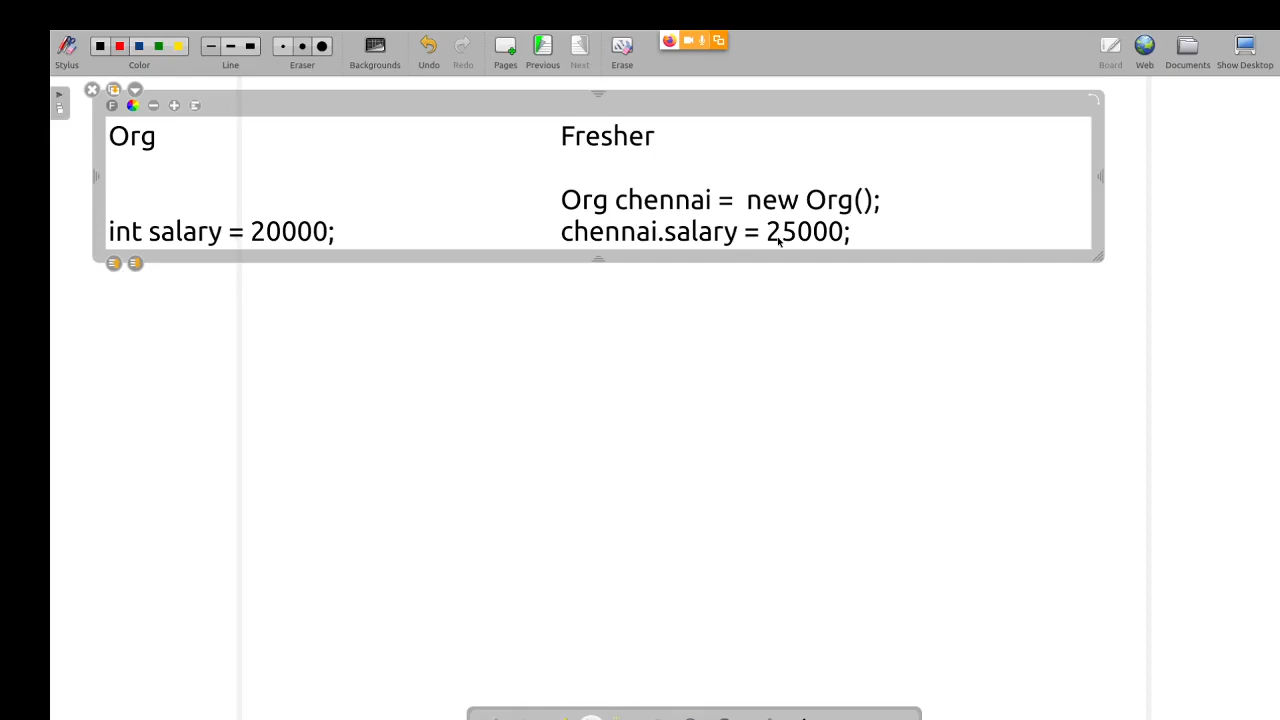 Stylus Color Line Eraser Backgrounds Undo Redo Pages Previous Next Erase Board Web Documents Show Desktop
F
Org Fresher
Org chennai = new Org();
int salary = 20000; chennai.salary = 25000;